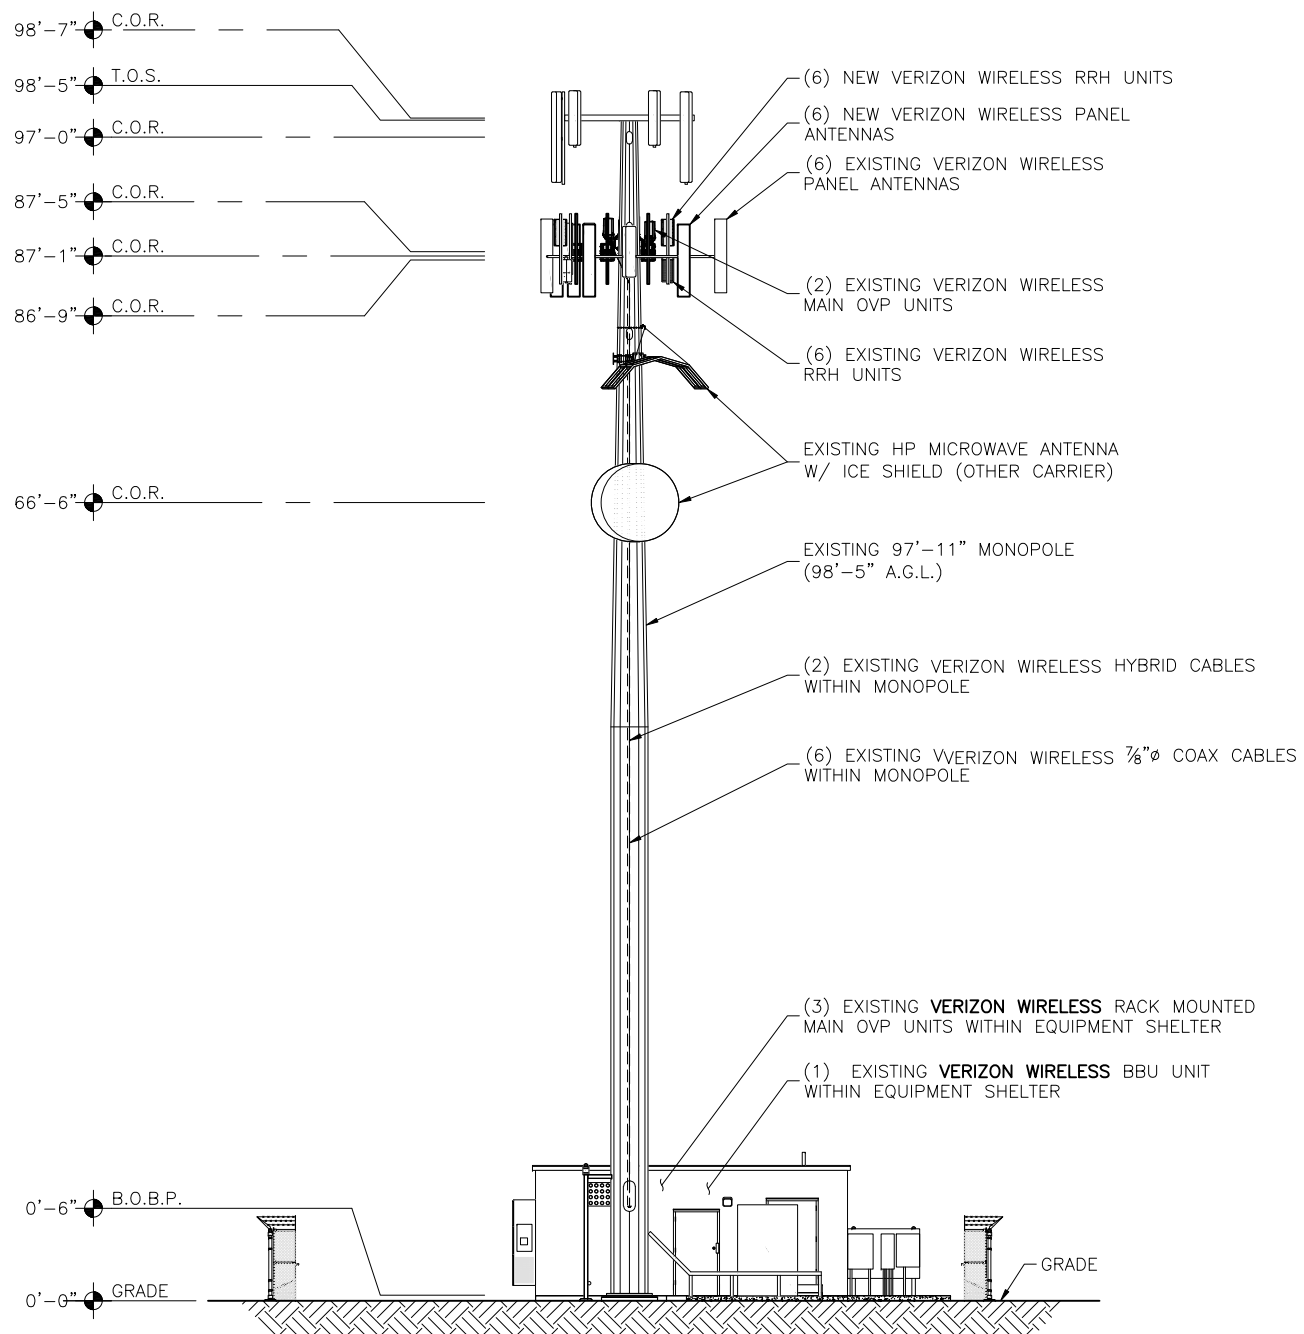 98'-7" C.O.R.
98'-5" T.O.S.
97'-0" C.O.R.
87'-5" C.O.R.
87'-1" C.O.R.
86'-9" C.O.R.
66'-6" C.O.R.
0'-6" B.O.B.P.
0'-0" GRADE
(6) NEW VERIZON WIRELESS RRH UNITS
(6) NEW VERIZON WIRELESS PANEL
ANTENNAS
(6) EXISTING VERIZON WIRELESS
PANEL ANTENNAS
(2) EXISTING VERIZON WIRELESS
MAIN OVP UNITS
(6) EXISTING VERIZON WIRELESS
RRH UNITS
EXISTING HP MICROWAVE ANTENNA
W/ ICE SHIELD (OTHER CARRIER)
EXISTING 97'-11" MONOPOLE
(98'-5" A.G.L.)
(2) EXISTING VERIZON WIRELESS HYBRID CABLES
WITHIN MONOPOLE
(6) EXISTING VVERIZON WIRELESS ⅞"ø COAX CABLES
WITHIN MONOPOLE
(3) EXISTING VERIZON WIRELESS RACK MOUNTED
MAIN OVP UNITS WITHIN EQUIPMENT SHELTER
(1) EXISTING VERIZON WIRELESS BBU UNIT
WITHIN EQUIPMENT SHELTER
GRADE